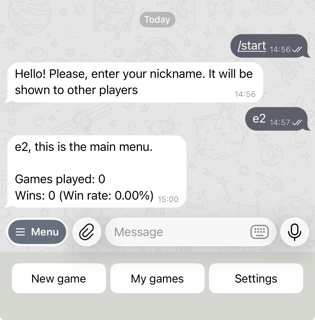 Today
/start 14:56
Hello! Please, enter your nickname. It will be
shown to other players
14:56
e2 14:57
e2, this is the main menu.
Games played: 0
Wins: 0 (Win rate: 0.00%) 15:00
Menu
Message
New game
My games
Settings